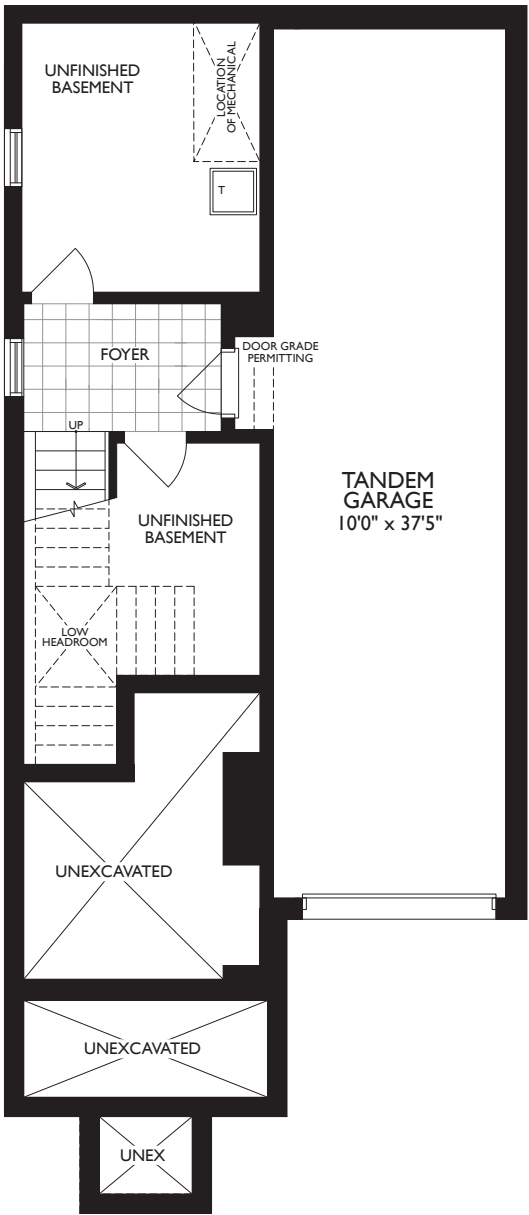 UNFINISHED
BASEMENT
LOCATION
OF MECHANICAL
T
FOYER
DOOR GRADE
PERMITTING
UP
TANDEM
GARAGE
10'0" x 37'5"
UNFINISHED
BASEMENT
LOW
HEADROOM
UNEXCAVATED
UNEXCAVATED
UNEX